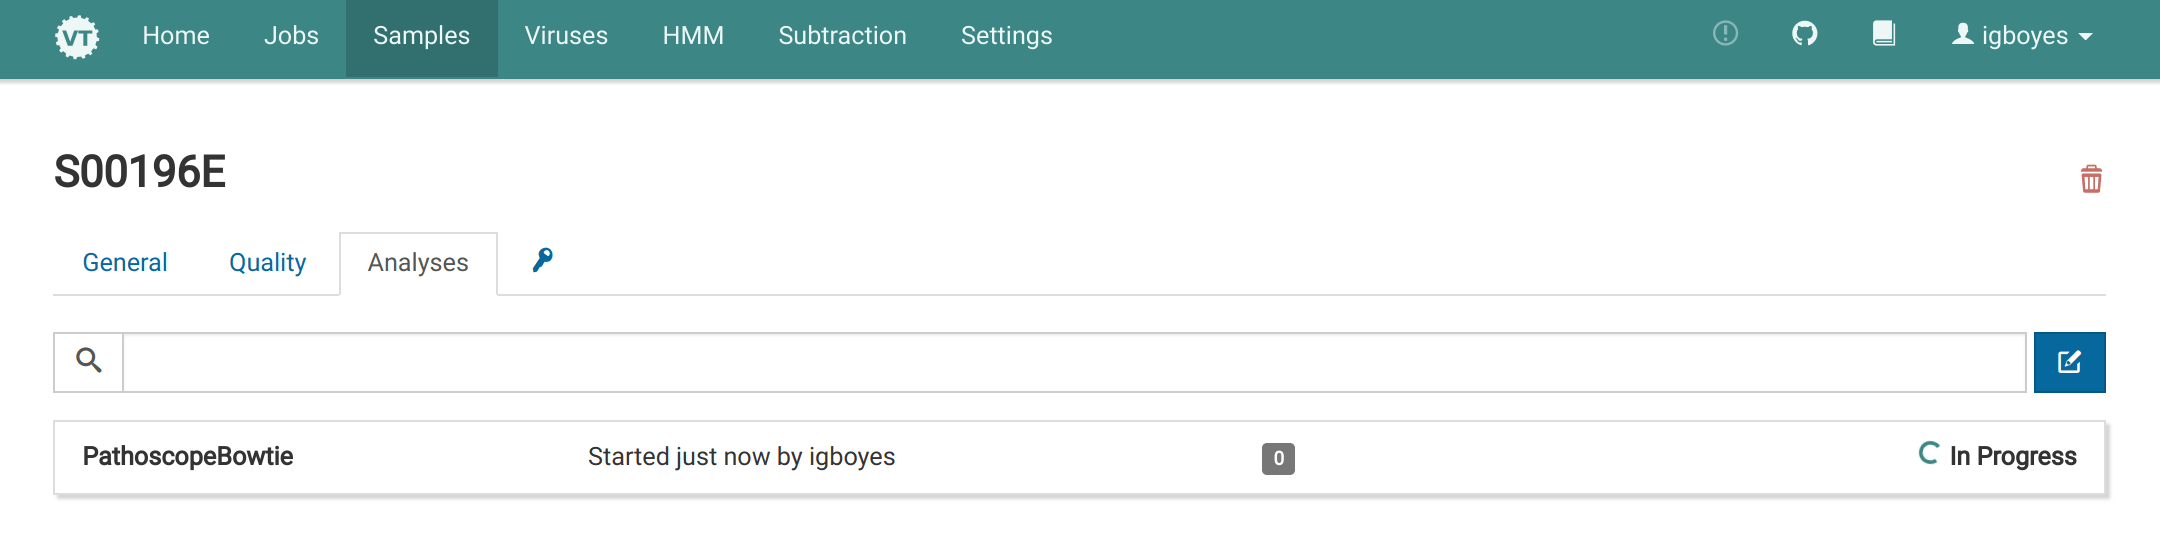 VT Home Jobs Samples Viruses HMM Subtraction Settings igboyes
S00196E
General Quality Analyses
PathoscopeBowtie Started just now by igboyes 0 In Progress